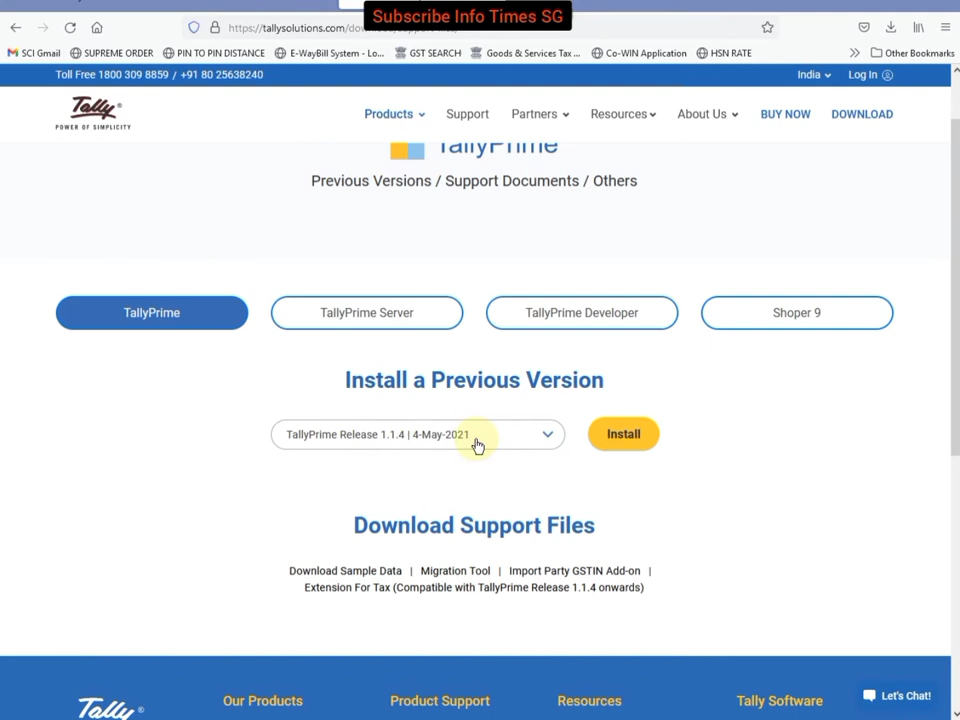 Subscribe Info Times SG
https://tallysolutions.com/
SCI Gmail
SUPREME ORDER
PIN TO PIN DISTANCE
E-WayBill System - Lo...
GST SEARCH
Goods & Services Tax ...
Co-WIN Application
HSN RATE
Other Bookmarks
Toll Free 1800 309 8859 / +91 80 25638240
India
Log In
Tally
POWER OF SIMPLICITY
Products
Support
Partners
Resources
About Us
BUY NOW
DOWNLOAD
TallyPrime
Previous Versions / Support Documents / Others
TallyPrime
TallyPrime Server
TallyPrime Developer
Shoper 9
Install a Previous Version
TallyPrime Release 1.1.4 | 4-May-2021
Install
Download Support Files
Download Sample Data | Migration Tool | Import Party GSTIN Add-on |
Extension For Tax (Compatible with TallyPrime Release 1.1.4 onwards)
Tally
Our Products
Product Support
Resources
Tally Software
Let's Chat!